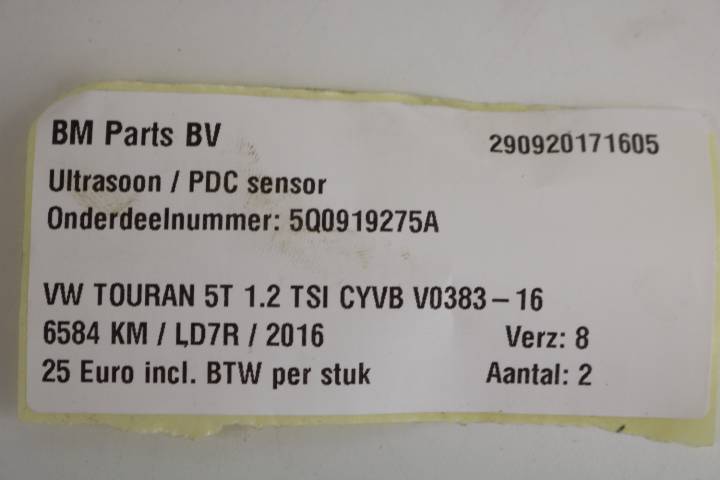 BM Parts BV 290920171605
Ultrasoon / PDC sensor
Onderdeelnummer: 5Q0919275A
VW TOURAN 5T 1.2 TSI CYVB V0383-16
6584 KM / LD7R / 2016 Verz: 8
25 Euro incl. BTW per stuk Aantal: 2